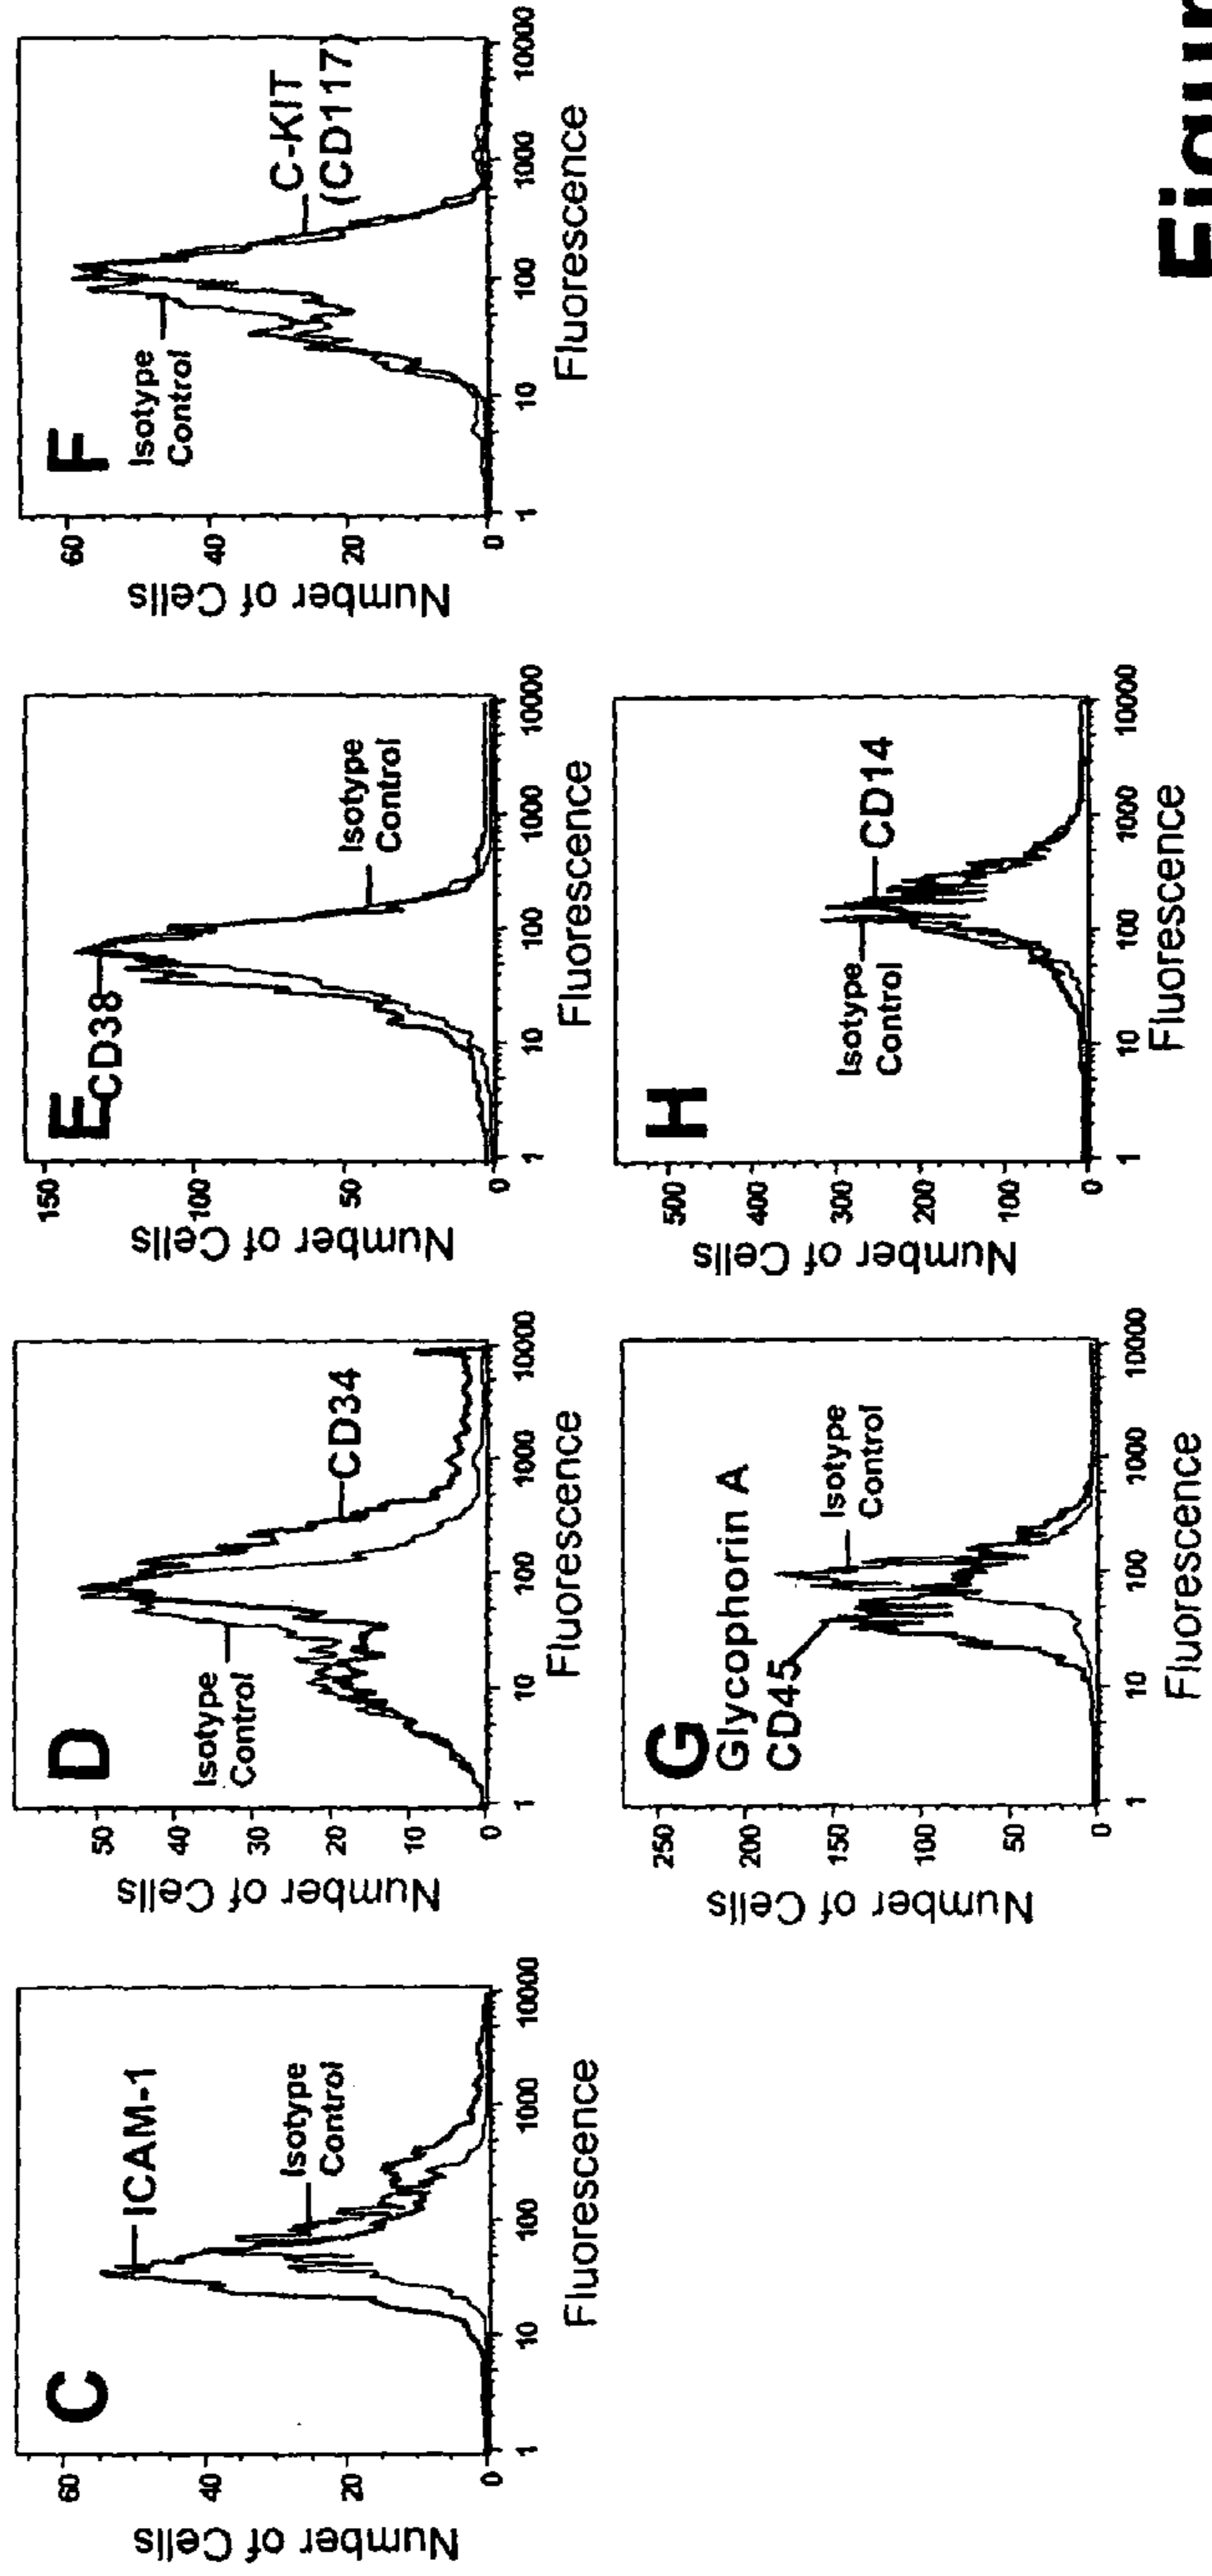 C
ICAM-1
Isotype
Control
60
40
20
0
Number of Cells
1
10
100
1000
10000
Fluorescence
D
Isotype
Control
CD34
50
40
30
20
10
0
Number of Cells
1
10
100
1000
10000
Fluorescence
E
CD38
Isotype
Control
150
100
50
0
Number of Cells
1
10
100
1000
10000
Fluorescence
F
Isotype
Control
C-KIT
(CD117)
60
40
20
0
Number of Cells
1
10
100
1000
10000
Fluorescence
G
Glycophorin A
CD45
Isotype
Control
250
200
150
100
50
0
Number of Cells
1
10
100
1000
10000
Fluorescence
H
Isotype
Control
CD14
500
400
300
200
100
0
Number of Cells
1
10
100
1000
10000
Fluorescence